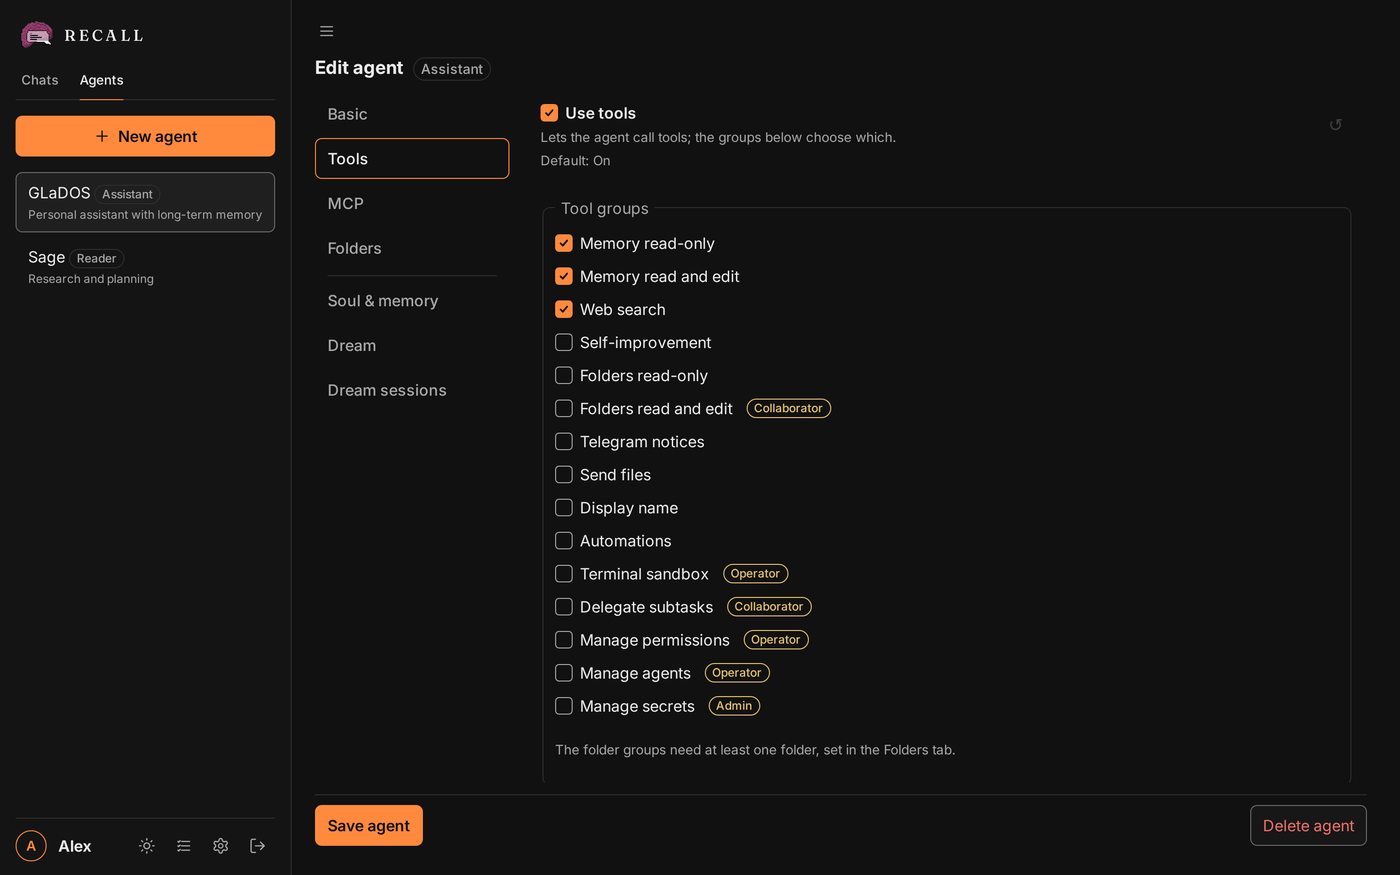 RECALL
Chats Agents
+ New agent
GLaDOS Assistant
Personal assistant with long-term memory
Sage Reader
Research and planning
A Alex
Edit agent Assistant
Basic
Tools
MCP
Folders
Soul & memory
Dream
Dream sessions
Use tools
Lets the agent call tools; the groups below choose which.
Default: On
Tool groups
Memory read-only
Memory read and edit
Web search
Self-improvement
Folders read-only
Folders read and edit Collaborator
Telegram notices
Send files
Display name
Automations
Terminal sandbox Operator
Delegate subtasks Collaborator
Manage permissions Operator
Manage agents Operator
Manage secrets Admin
The folder groups need at least one folder, set in the Folders tab.
Save agent
Delete agent